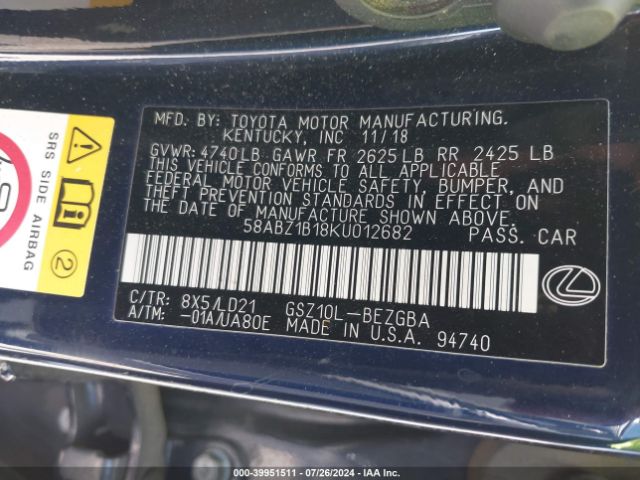 MFD. BY: TOYOTA MOTOR MANUFACTURING.
KENTUCKY, INC 11/18
GVWR: 4740LB GAWR FR 2625LB RR 2425 LB
THIS VEHICLE CONFORMS TO ALL APPLICABLE
FEDERAL MOTOR VEHICLE SAFETY, BUMPER, AND
THEFT PREVENTION STANDARDS IN EFFECT ON
THE DATE OF MANUFACTURE SHOWN ABOVE.
58ABZ1B18KU012682 PASS. CAR
C/TR: 8X5/LD21 GSZ10L-BEZGBA
A/TM: -01A/UA80E MADE IN U.S.A. 94740
SRS SIDE AIRBAG
2
000-39951511 - 07/26/2024 - IAA Inc.